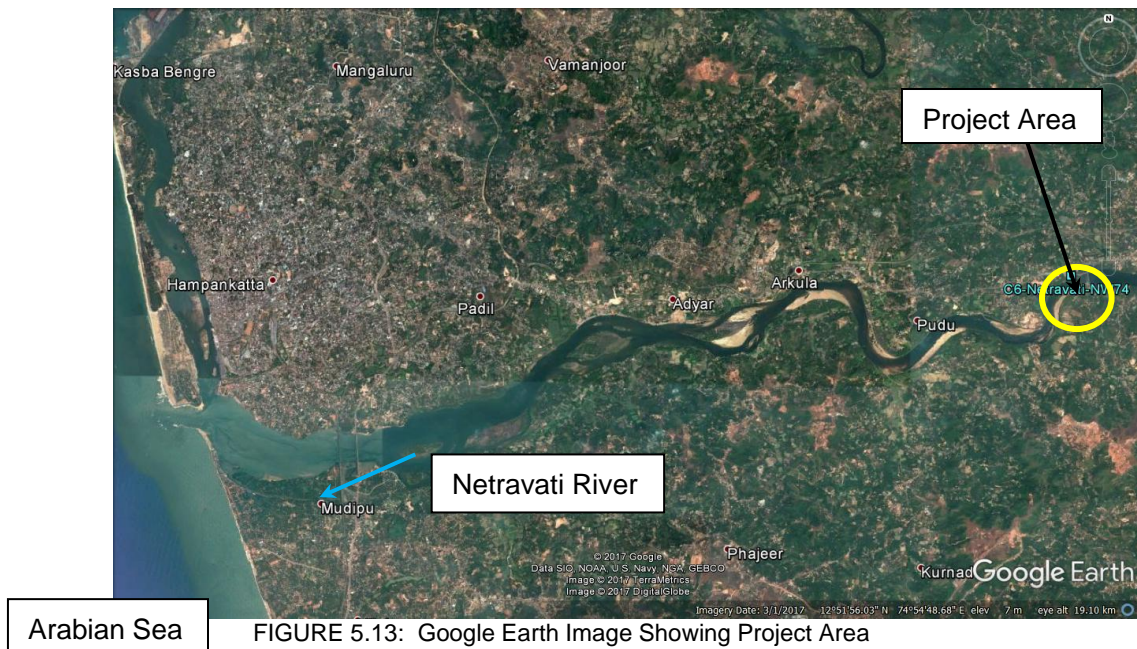 N
Kasba Bengre
Mangaluru
Vamanjoor
Project Area
Hampankatta
Padil
Adyar
Arkula
C6-Netravati-NW74
Pudu
Netravati River
Mudipu
Phajeer
Kurnad
© 2017 Google
Data SIO, NOAA, U.S. Navy, NGA, GEBCO
Image © 2017 TerraMetrics
Image © 2017 DigitalGlobe
Google Earth
Imagery Date: 3/1/2017 12°51'56.03" N 74°54'48.68" E elev 7 m eye alt 19.10 km
Arabian Sea
FIGURE 5.13: Google Earth Image Showing Project Area